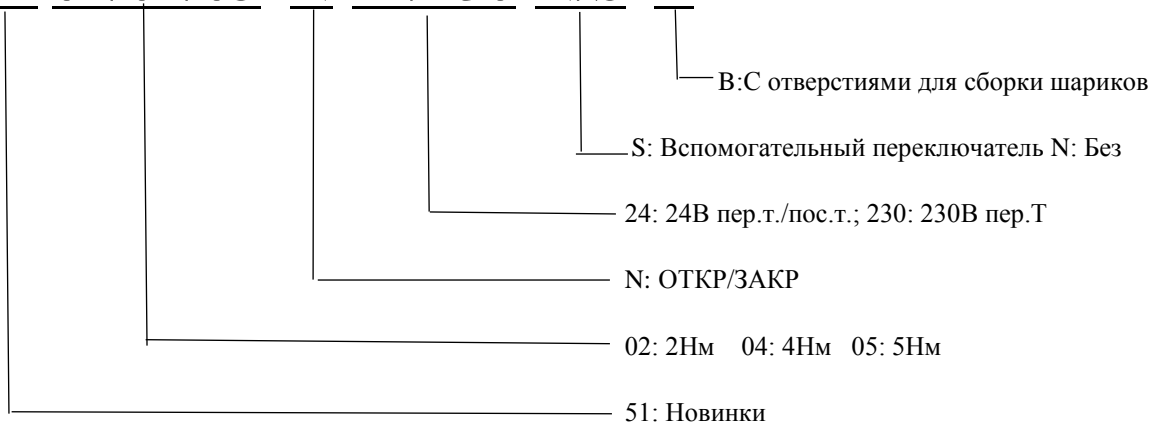 B:С отверстиями для сборки шариков
S: Вспомогательный переключатель N: Без
24: 24В пер.т./пос.т.; 230: 230В пер.Т
N: ОТКР/ЗАКР
02: 2Нм 04: 4Нм 05: 5Нм
51: Новинки